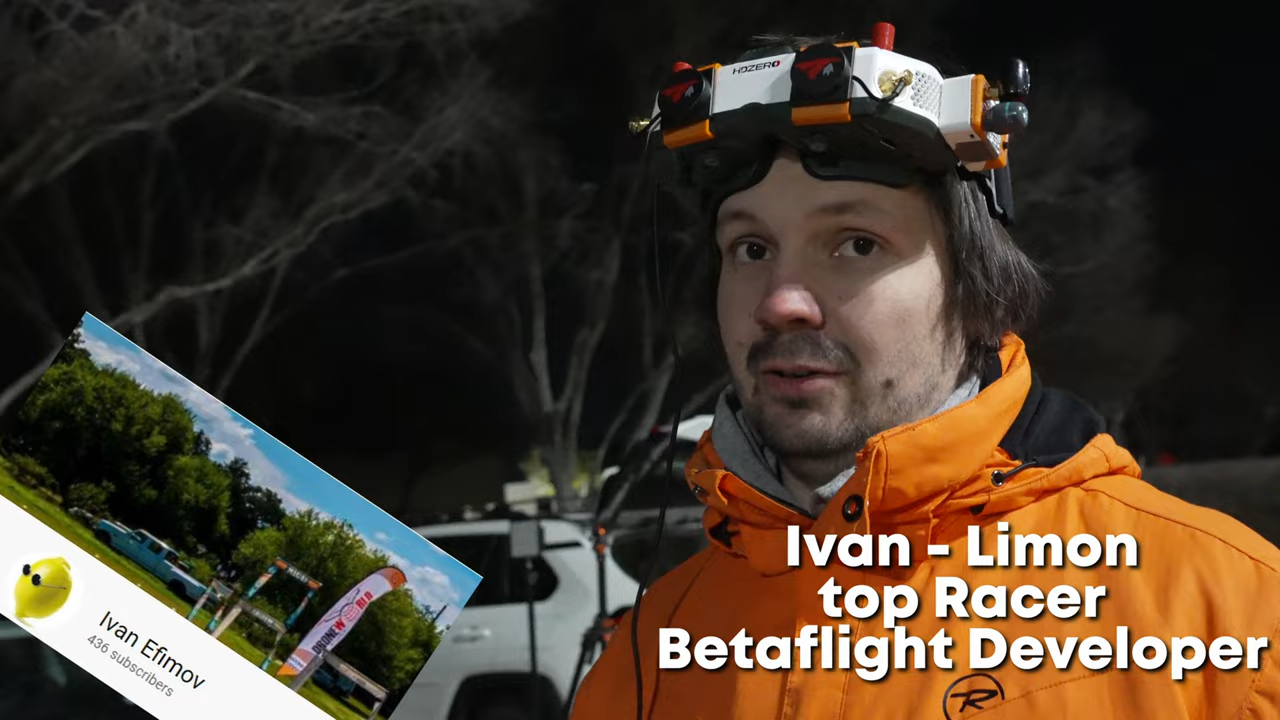 HDZERO
Ivan - Limon
top Racer
Betaflight Developer
Ivan Efimov
436 subscribers
R